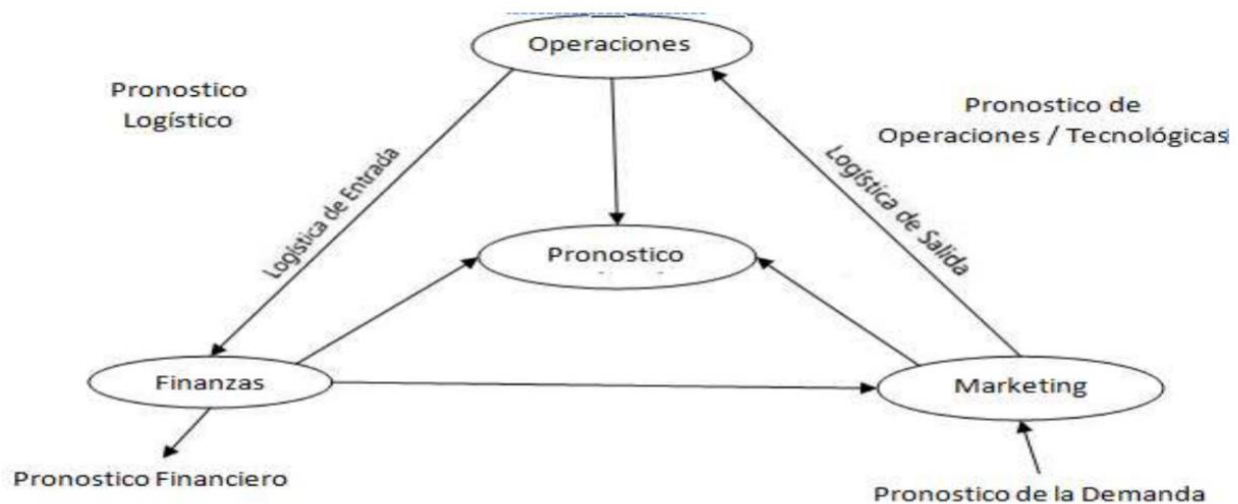 Operaciones
Pronostico
Logístico
Pronostico de
Operaciones / Tecnológicas
Logística de Entrada
Logística de Salida
Pronostico
Finanzas
Marketing
Pronostico Financiero
Pronostico de la Demanda